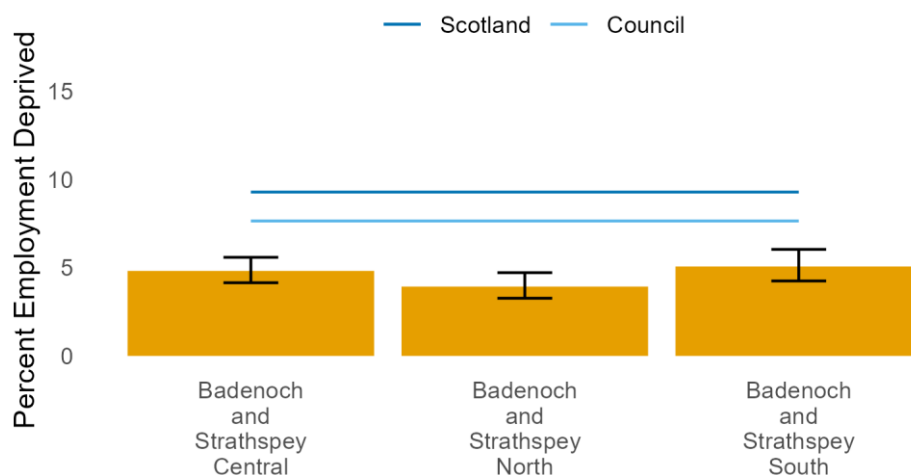 Scotland Council
Percent Employment Deprived
15
10
5
0
Badenoch
and
Strathspey
Central
Badenoch
and
Strathspey
North
Badenoch
and
Strathspey
South